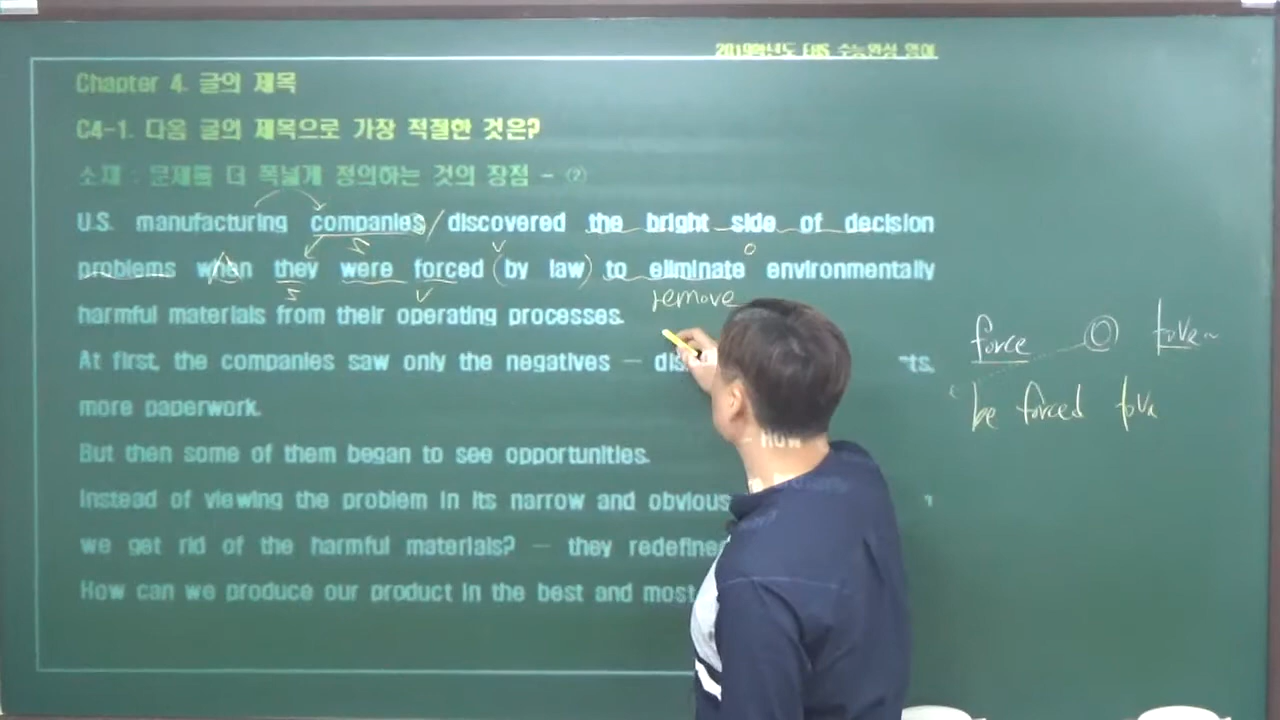 2019학년도 EBS 수능완성 영어
Chapter 4. 글의 제목
C4-1. 다음 글의 제목으로 가장 적절한 것은?
소재 : 문제를 더 폭넓게 정의하는 것의 장점 - ②
U.S. manufacturing companies discovered the bright side of decision
S V O
problems when they were forced (by law) to eliminate environmentally
S V remove
harmful materials from their operating processes.
At first, the companies saw only the negatives - ts,
more paperwork.
But then some of them began to see opportunities.
Instead of viewing the problem in its narrow and obvious
How
we get rid of the harmful materials? - they redefined
How can we produce our product in the best and most
force O to V ~
be forced to V